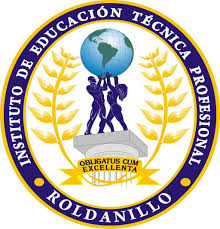 INSTITUTO DE EDUCACIÓN TÉCNICA PROFESIONAL
OBLIGATUS CUM
EXCELLENTA
ROLDANILLO